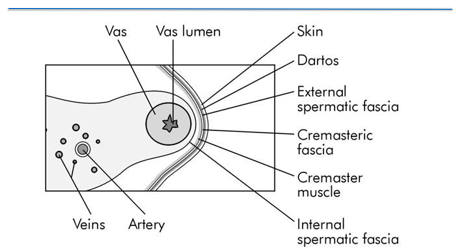 Vas
Vas lumen
Skin
Dartos
External
spermatic fascia
Cremasteric
fascia
Cremaster
muscle
Internal
spermatic fascia
Veins
Artery